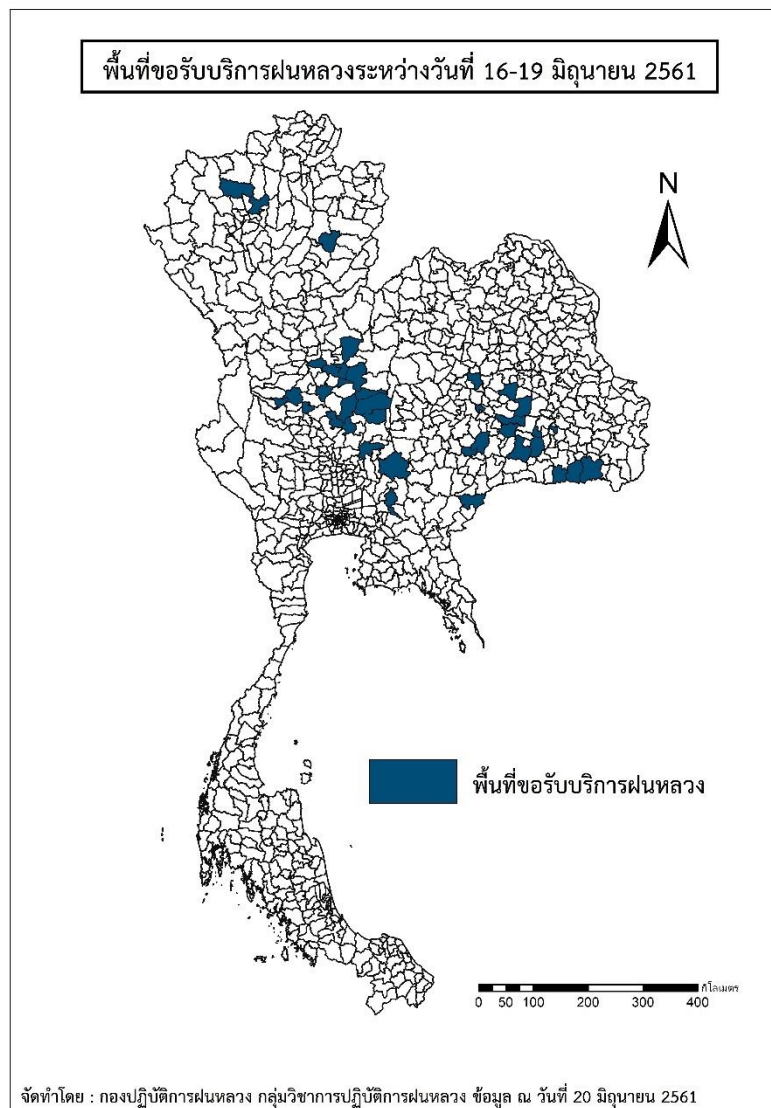 พื้นที่ขอรับบริการฝนหลวงระหว่างวันที่ 16-19 มิถุนายน 2561
N
พื้นที่ขอรับบริการฝนหลวง
กิโลเมตร
0 50 100 200 300 400
จัดทำโดย : กองปฏิบัติการฝนหลวง กลุ่มวิชาการปฏิบัติการฝนหลวง ข้อมูล ณ วันที่ 20 มิถุนายน 2561